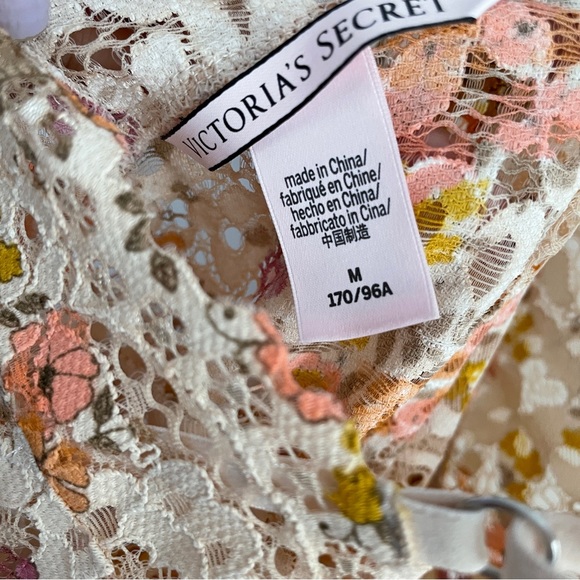 VICTORIA'S SECRET
made in China/
fabriqué en Chine/
hecho en China/
fabbricato in Cina/
中国制造
M
170/96A